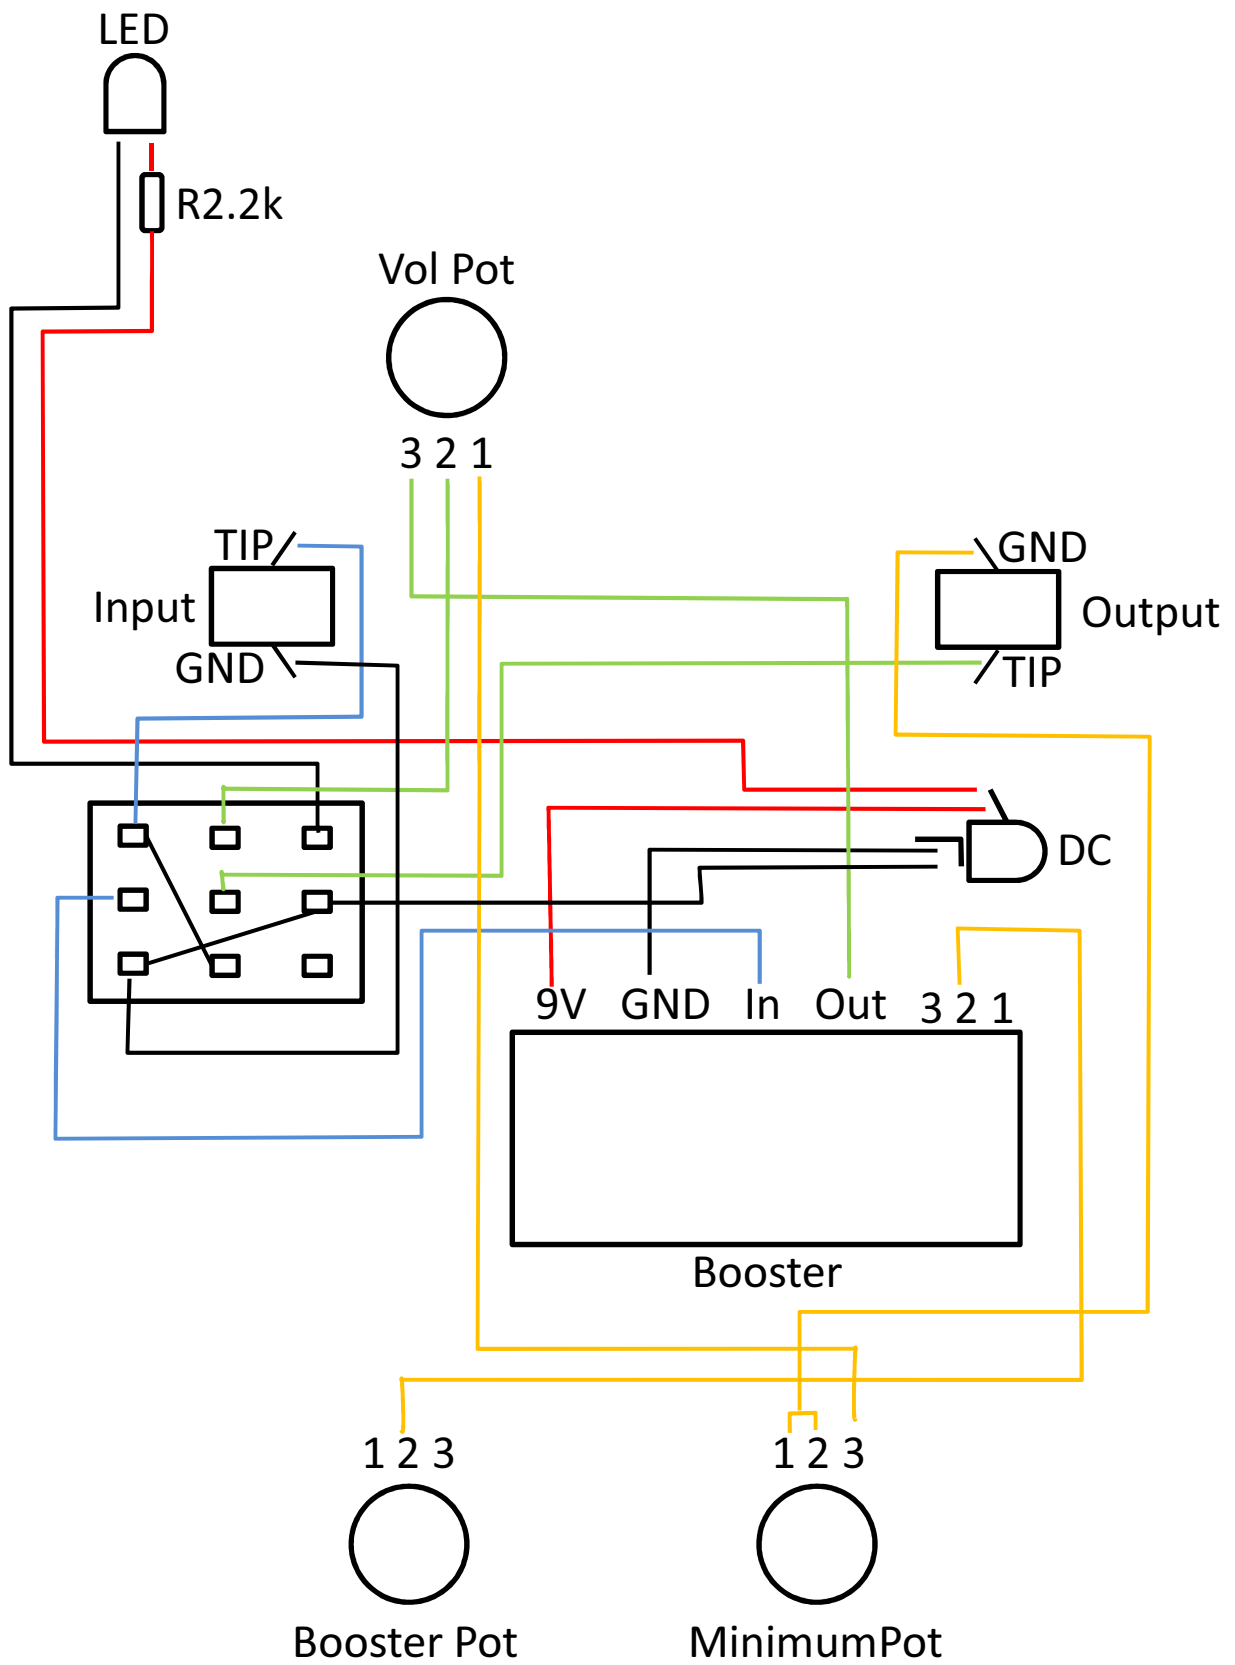 LED
R2.2k
Vol Pot
3 2 1
TIP
Input
GND
GND
Output
TIP
DC
9V GND In Out 3 2 1
Booster
1 2 3
1 2 3
Booster Pot
MinimumPot